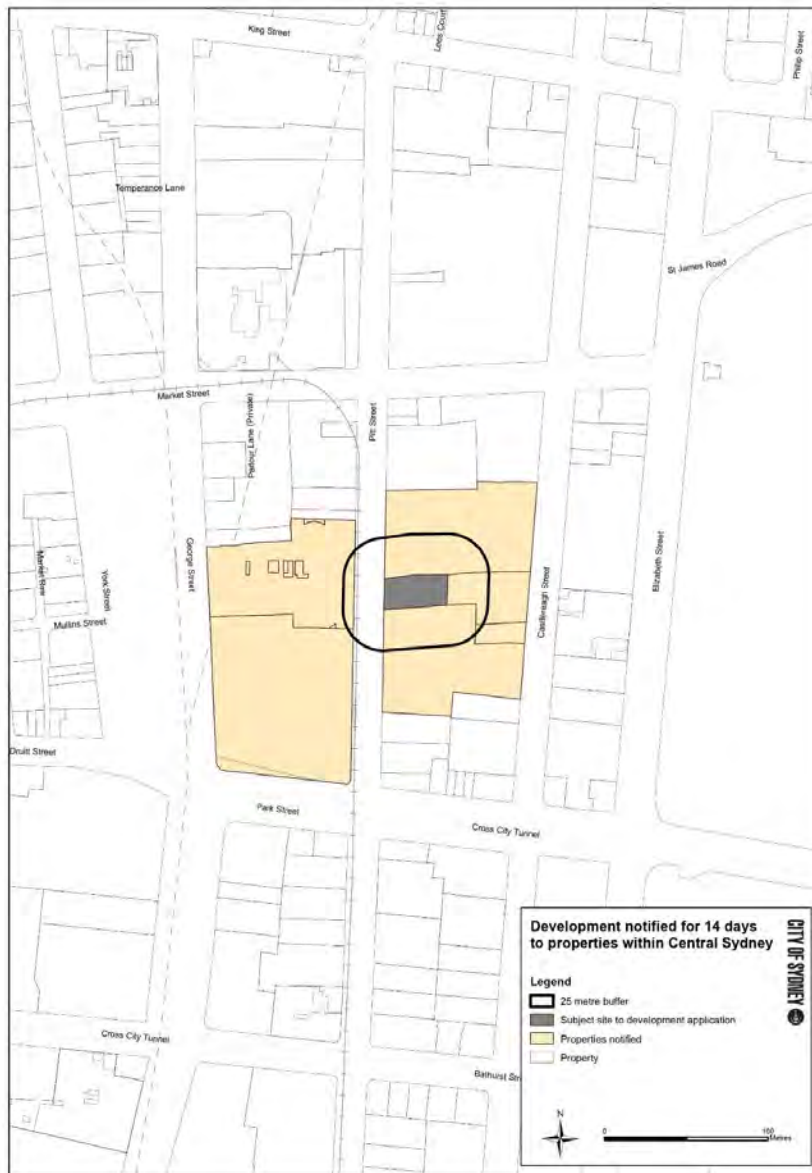 King Street
Lees Court
Phillip Street
Temperance Lane
St James Road
Market Street
Parlour Lane (Private)
Pitt Street
George Street
Castlereagh Street
Elizabeth Street
Market Row
York Street
Mullins Street
Druitt Street
Park Street
Cross City Tunnel
Cross City Tunnel
Bathurst Stre
Development notified for 14 days
to properties within Central Sydney
CITY OF SYDNEY
Legend
25 metre buffer
Subject site to development application
Properties notified
Property
N
0
Metres